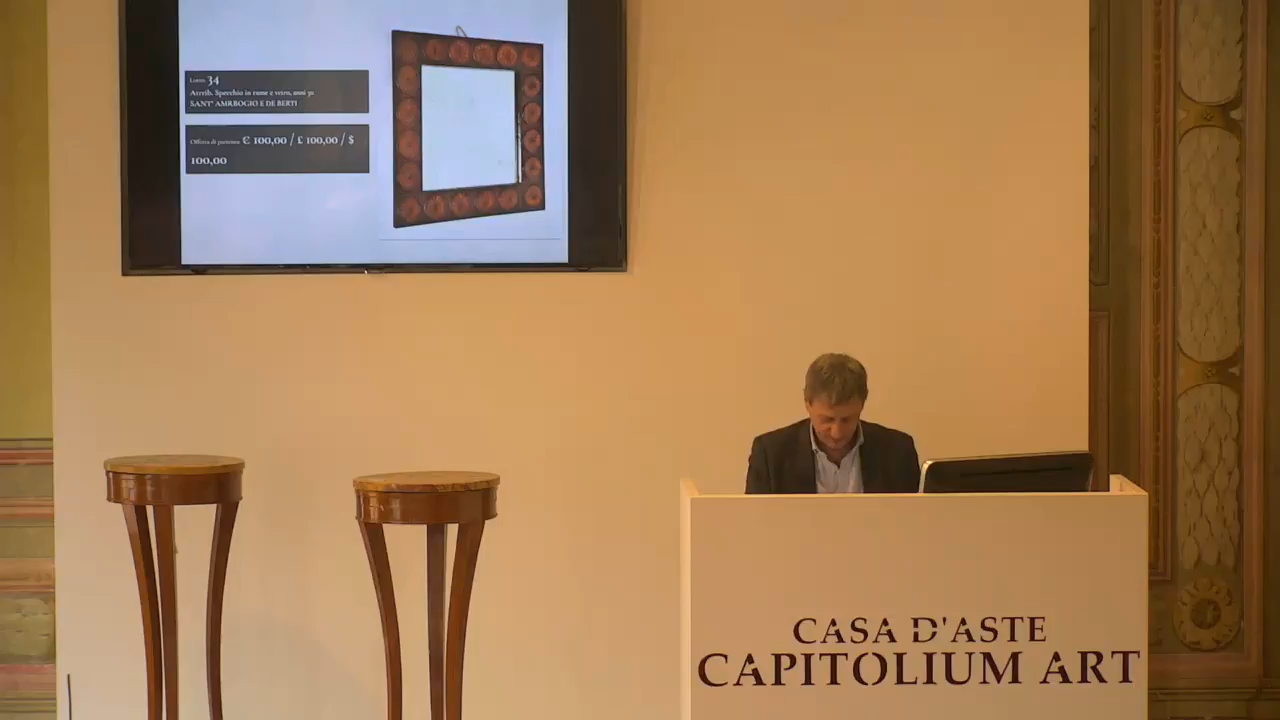 Lotto 34
Attrib. Specchio in rame e vetro, anni 50
SANT' AMRBOGIO E DE BERTI
Offerta di partenza € 100,00 / £ 100,00 / $
100,00
CASA D'ASTE
CAPITOLIUM ART